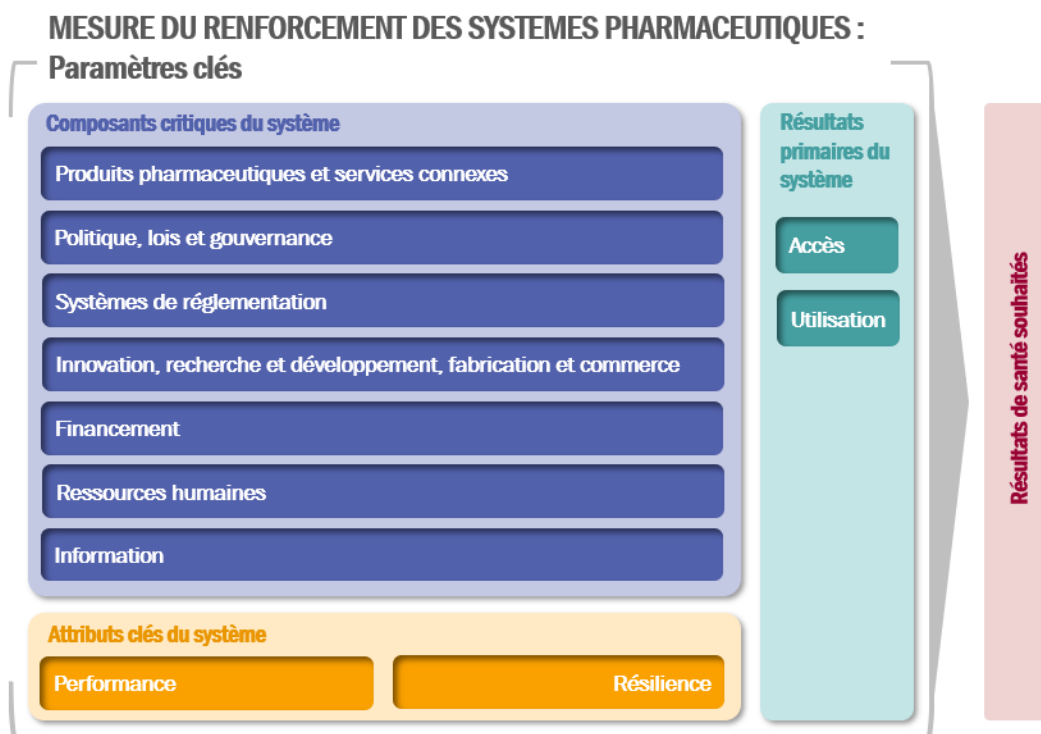 MESURE DU RENFORCEMENT DES SYSTEMES PHARMACEUTIQUES :
Paramètres clés
Composants critiques du système
Produits pharmaceutiques et services connexes
Politique, lois et gouvernance
Systèmes de réglementation
Innovation, recherche et développement, fabrication et commerce
Financement
Ressources humaines
Information
Attributs clés du système
Performance
Résilience
Résultats
primaires du
système
Accès
Utilisation
Résultats de santé souhaités